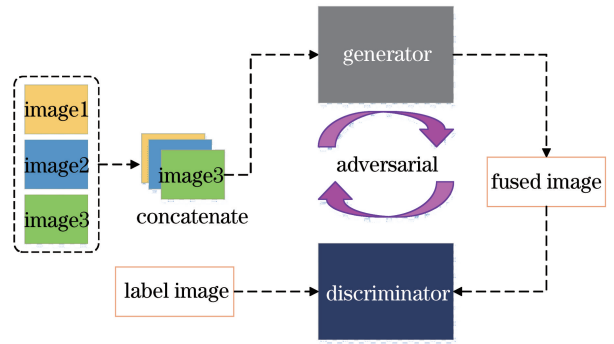 generator
image1
image2
image3
image3
concatenate
adversarial
fused image
label image
discriminator